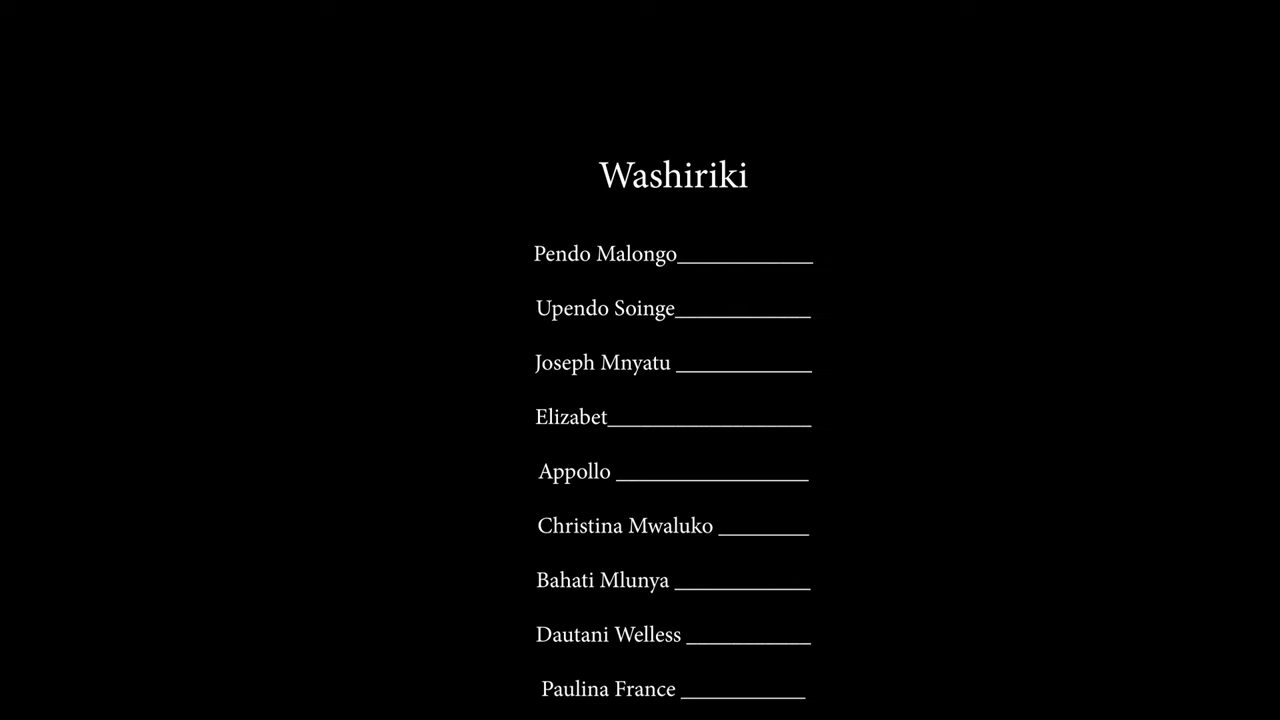 Washiriki
Pendo Malongo____________
Upendo Soinge____________
Joseph Mnyatu ____________
Elizabet__________________
Appollo _________________
Christina Mwaluko ________
Bahati Mlunya ____________
Dautani Welless ___________
Paulina France ___________